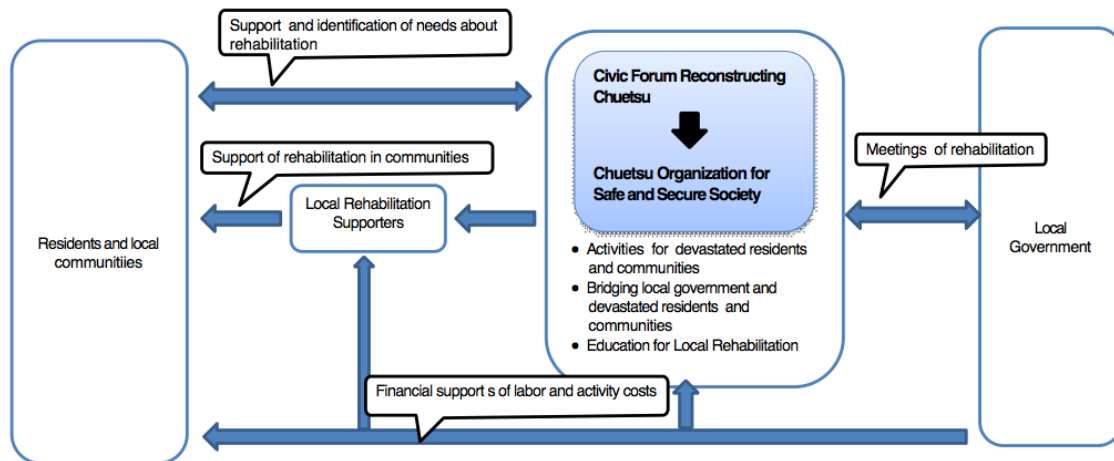 Support and identification of needs about
rehabilitation
Civic Forum Reconstructing
Chuetsu
Meetings of rehabilitation
Support of rehabilitation in communities
Chuetsu Organization for
Safe and Secure Society
Local Rehabilitation
Supporters
Residents and local
communitiies
Local
Government
• Activities for devastated residents
and communities
• Bridging local government and
devastated residents and
communities
• Education for Local Rehabilitation
Financial support s of labor and activity costs